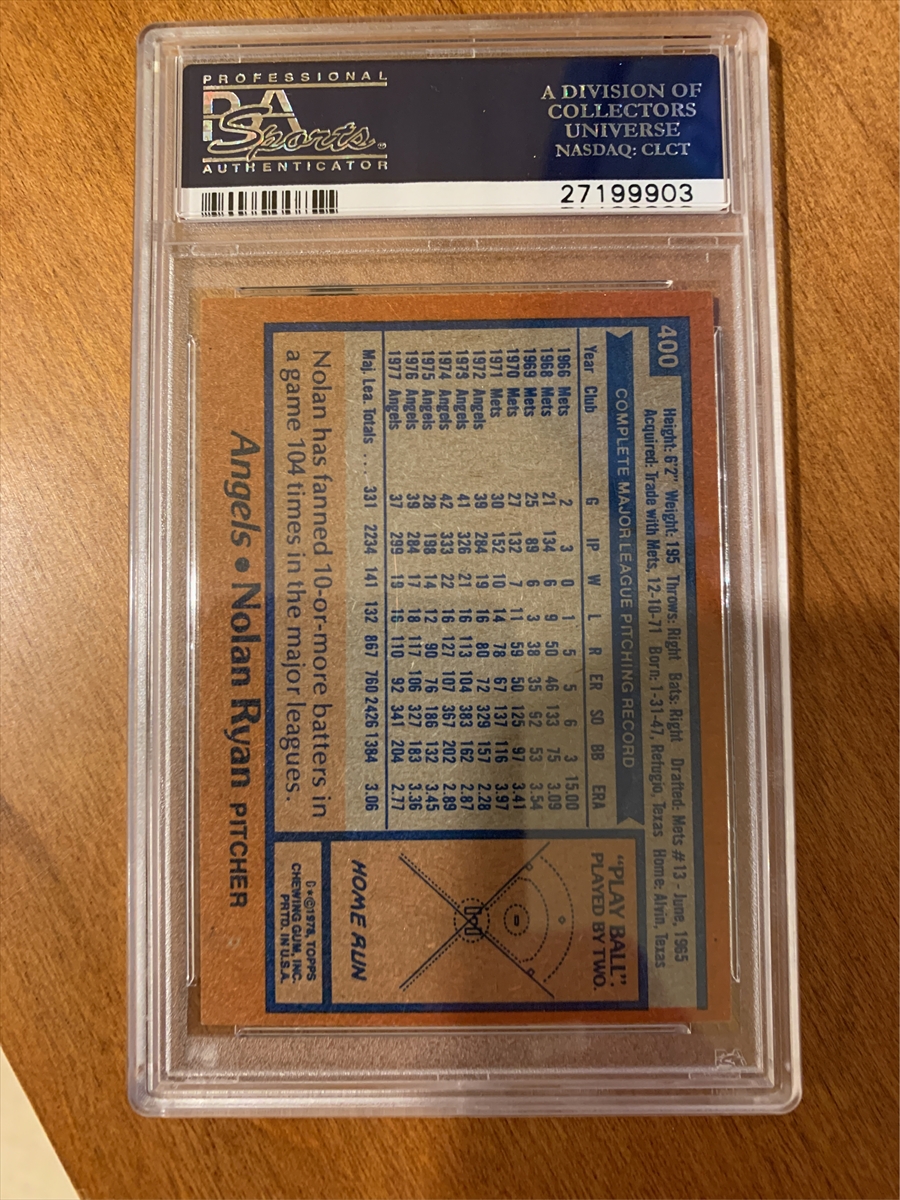 PROFESSIONAL
PSA
Sports
AUTHENTICATOR
A DIVISION OF
COLLECTORS
UNIVERSE
NASDAQ: CLCT
27199903
400
Height: 6'2" Weight: 195 Throws: Right Bats: Right Drafted: Mets #13 - June, 1965
Acquired: Trade with Mets, 12-10-71 Born: 1-31-47, Refugio, Texas Home: Alvin, Texas
COMPLETE MAJOR LEAGUE PITCHING RECORD
Year Club G IP W L R ER SO BB ERA
1966 Mets 2 3 0 1 5 5 6 3 15.00
1968 Mets 21 134 6 9 50 46 133 75 3.09
1969 Mets 25 89 6 3 38 35 92 53 3.54
1970 Mets 27 132 7 11 59 50 125 97 3.41
1971 Mets 30 152 10 14 78 67 137 116 3.97
1972 Angels 39 284 19 16 80 72 329 157 2.28
1973 Angels 41 326 21 16 113 104 383 162 2.87
1974 Angels 42 333 22 16 127 107 367 202 2.89
1975 Angels 28 198 14 12 90 76 186 132 3.45
1976 Angels 39 284 17 18 117 106 327 183 3.36
1977 Angels 37 299 19 16 110 92 341 204 2.77
Maj. Lea. Totals . . . 331 2234 141 132 867 760 2426 1384 3.06
Nolan has fanned 10-or-more batters in
a game 104 times in the major leagues.
Angels • Nolan Ryan PITCHER
"PLAY BALL".
PLAYED BY TWO.
HOME RUN
D*©1978, TOPPS
CHEWING GUM, INC.
PRTD. IN U.S.A.